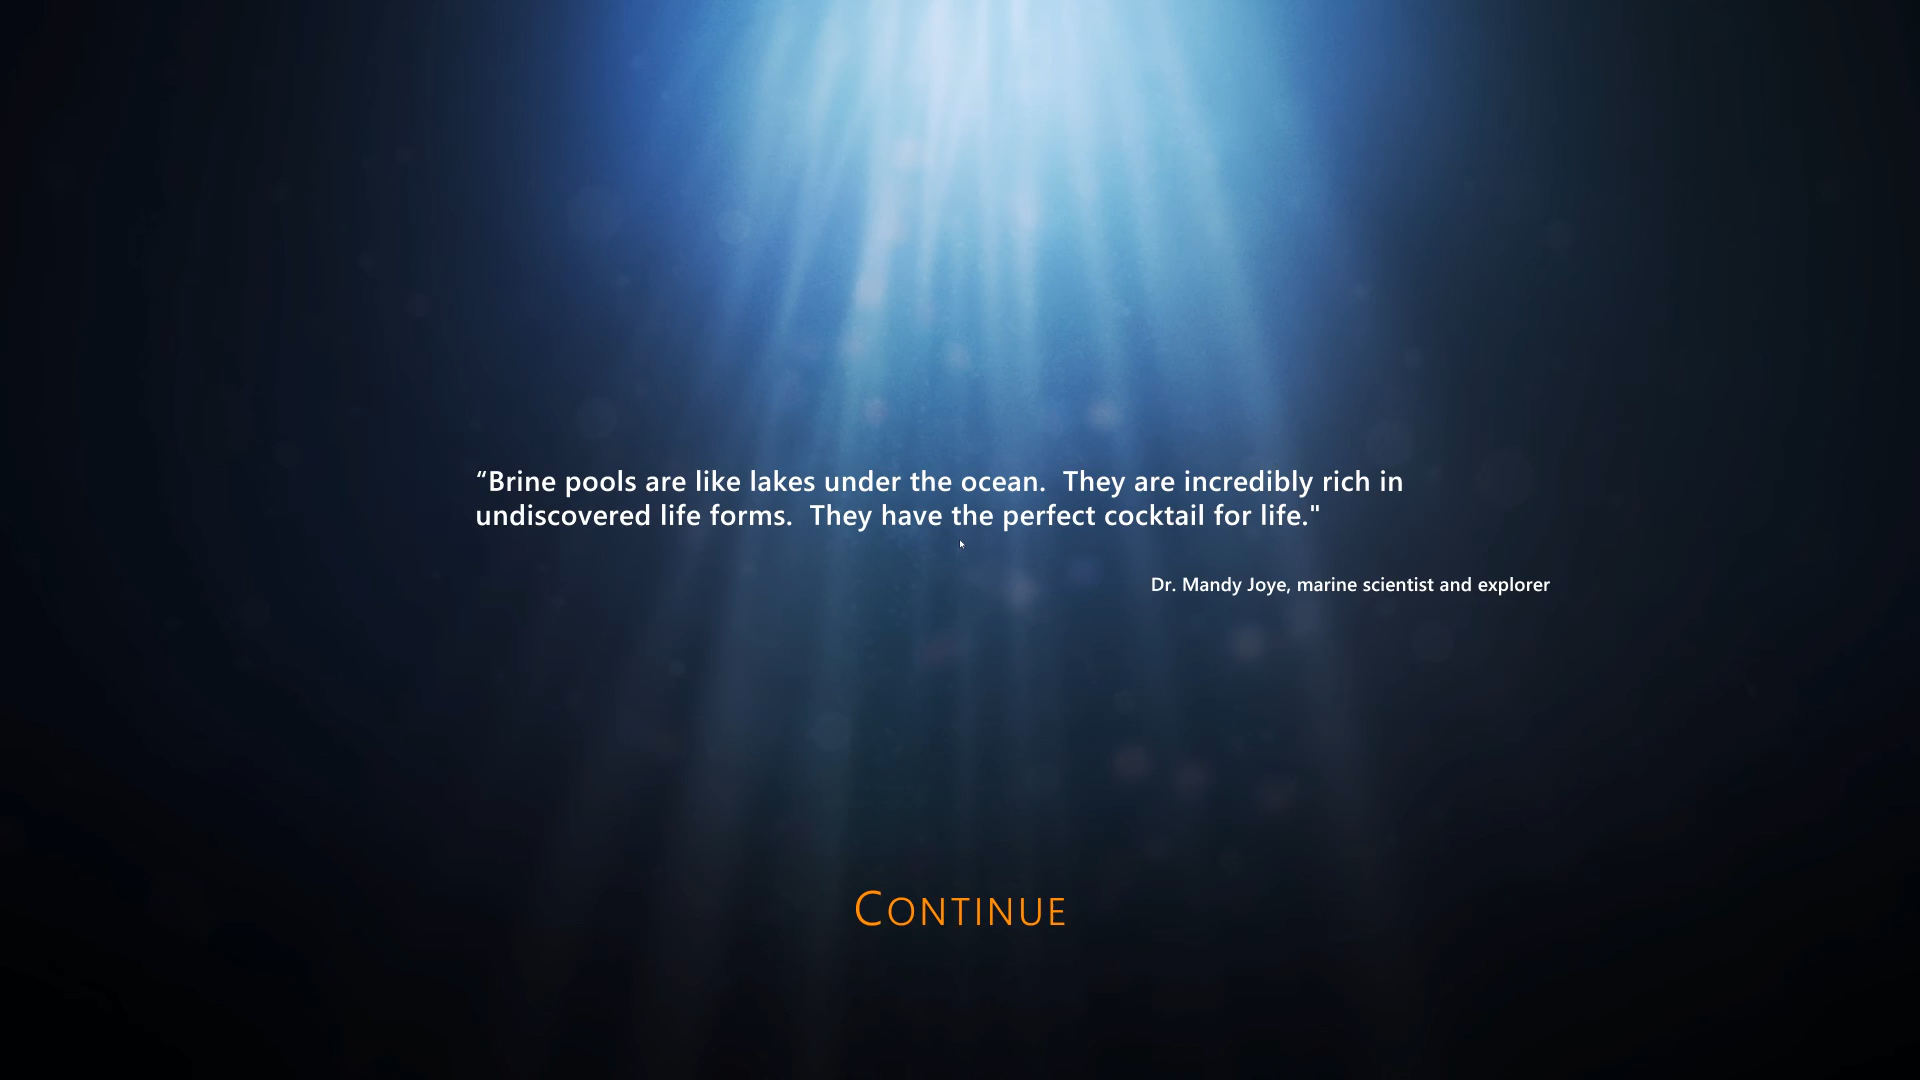 “Brine pools are like lakes under the ocean.  They are incredibly rich in
undiscovered life forms.  They have the perfect cocktail for life."
Dr. Mandy Joye, marine scientist and explorer
CONTINUE